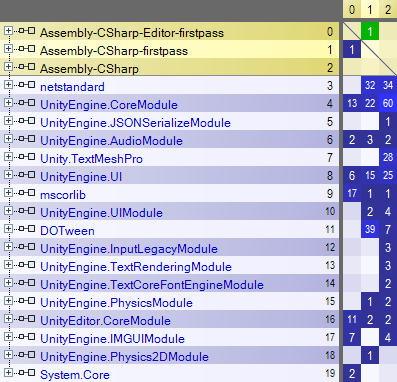 0 1 2
Assembly-CSharp-Editor-firstpass 0 1
Assembly-CSharp-firstpass 1 1
Assembly-CSharp 2
netstandard 3 32 34
UnityEngine.CoreModule 4 13 22 60
UnityEngine.JSONSerializeModule 5 1
UnityEngine.AudioModule 6 2 3 2
Unity.TextMeshPro 7 28
UnityEngine.UI 8 6 15 25
mscorlib 9 17 1 1
UnityEngine.UIModule 10 2 4
DOTween 11 39 7
UnityEngine.InputLegacyModule 12 3
UnityEngine.TextRenderingModule 13 3
UnityEngine.TextCoreFontEngineModule 14 2
UnityEngine.PhysicsModule 15 1 2
UnityEditor.CoreModule 16 11 2 2
UnityEngine.IMGUIModule 17 7 4
UnityEngine.Physics2DModule 18 1
System.Core 19 2